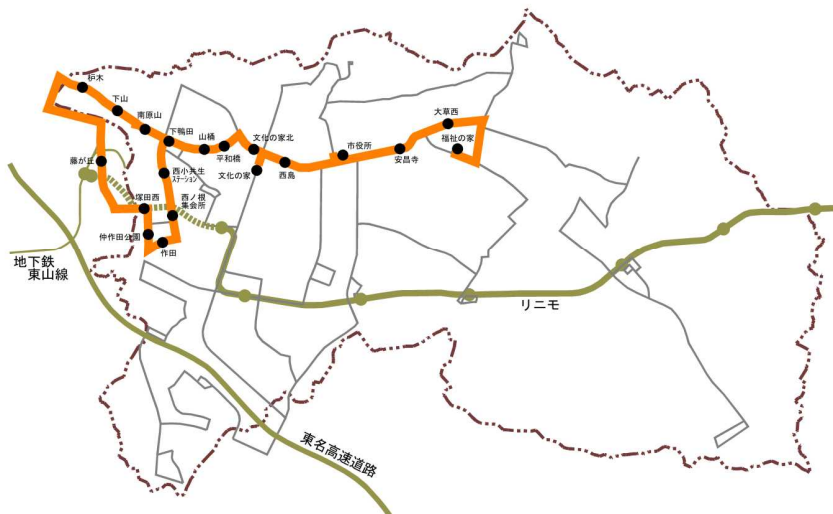 枦木
下山
南原山
下鴨田
山桶
平和橋
文化の家北
文化の家
西島
市役所
安昌寺
大草西
福祉の家
藤が丘
西小共生
ステーション
塚田西
西ノ根
集会所
仲作田公園
作田
地下鉄
東山線
リニモ
東名高速道路